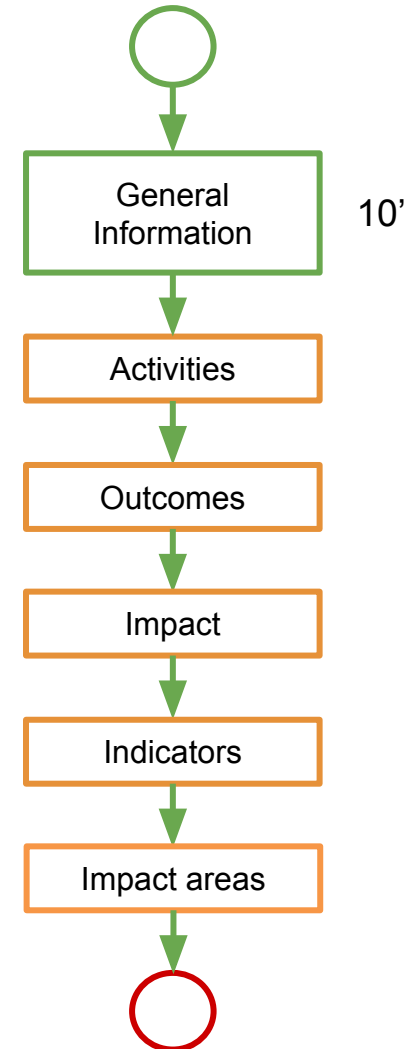 General
Information
10’
Activities
Outcomes
Impact
Indicators
Impact areas